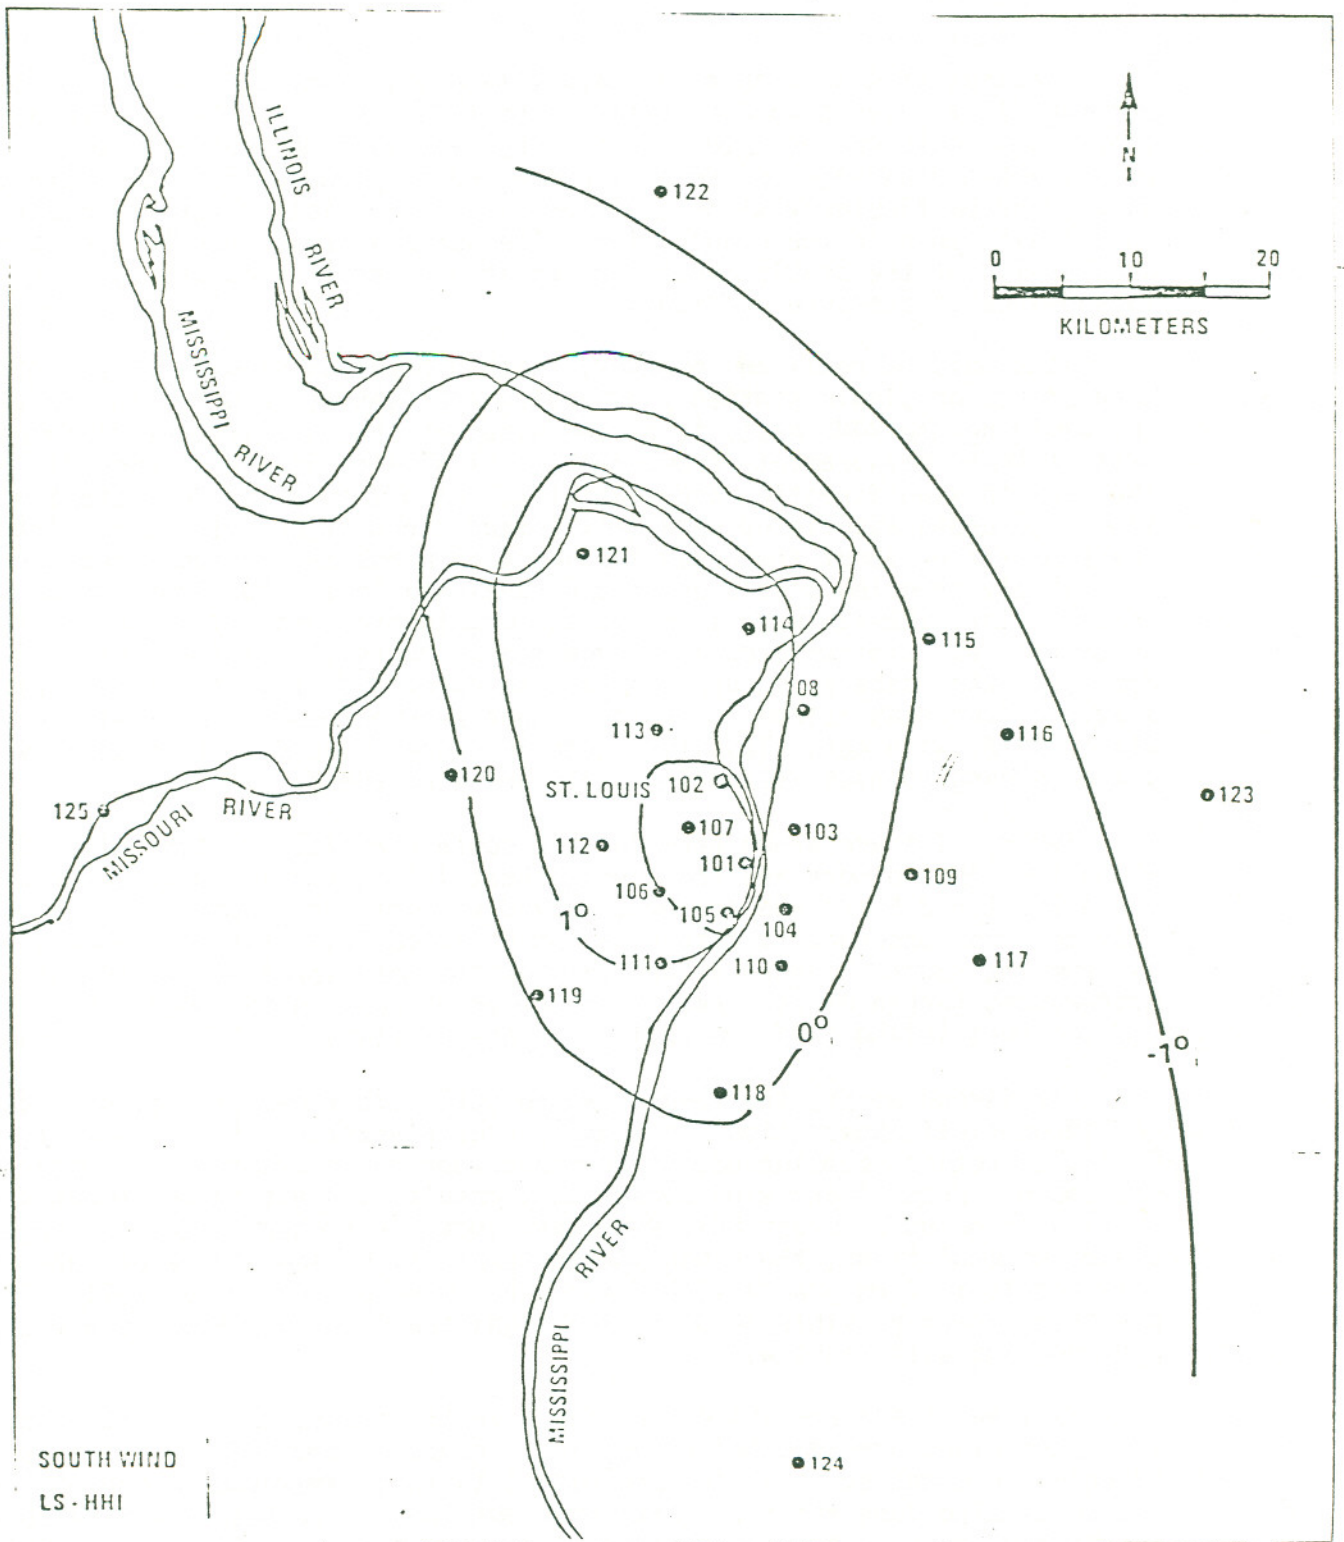 ILLINOIS
RIVER
N
122
0 10 20
KILOMETERS
MISSISSIPPI
RIVER
121
114
115
08
113
116
120
ST. LOUIS
102
123
125
MISSOURI
RIVER
107
103
112
101
109
106
105
104
1°
111
110
117
119
0°
-1°
118
RIVER
MISSISSIPPI
124
SOUTH WIND
LS - HHI